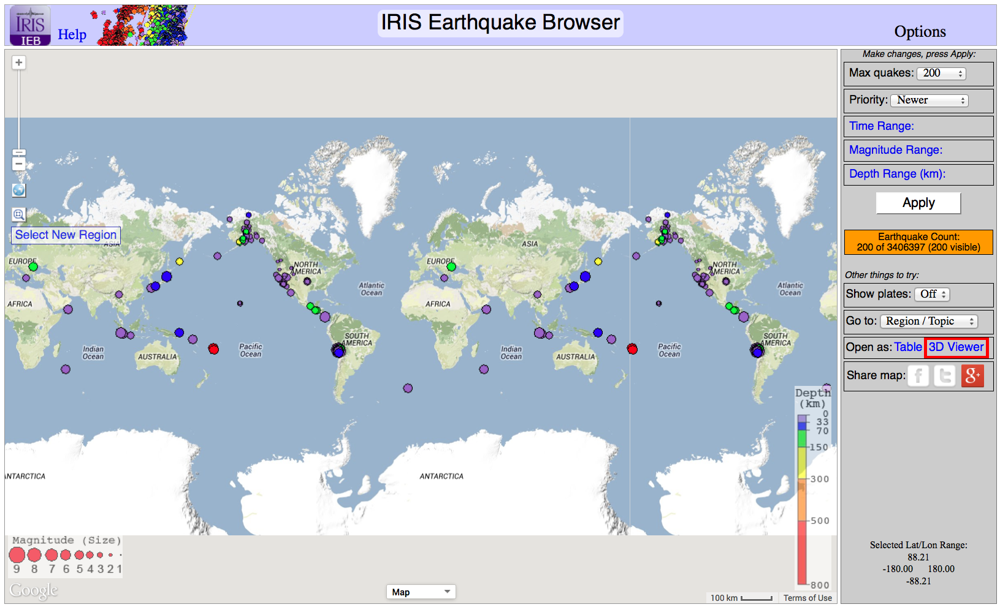 IRIS
IEB
Help
IRIS Earthquake Browser
Options
Make changes, press Apply:
Max quakes: 200
Priority: Newer
Time Range:
Magnitude Range:
Depth Range (km):
Apply
Earthquake Count:
200 of 3406397 (200 visible)
Other things to try:
Show plates: Off
Go to: Region / Topic
Open as: Table 3D Viewer
Share map: f t g+
Selected Lat/Lon Range:
88.21
-180.00 180.00
-88.21
+
−
Select New Region
ASIA
EUROPE
AFRICA
NORTH
AMERICA
Atlantic
Ocean
SOUTH
AMERICA
Indian
Ocean
AUSTRALIA
Pacific
Ocean
NTARCTICA
ASIA
EUROPE
AFRICA
NORTH
AMERICA
Atlantic
Ocean
SOUTH
AMERICA
Indian
Ocean
AUSTRALIA
Pacific
Ocean
ANTARCTICA
Depth
(km)
0
33
70
150
300
500
800
Magnitude (Size)
9 8 7 6 5 4 3 2 1
Google
Map
100 km
Terms of Use